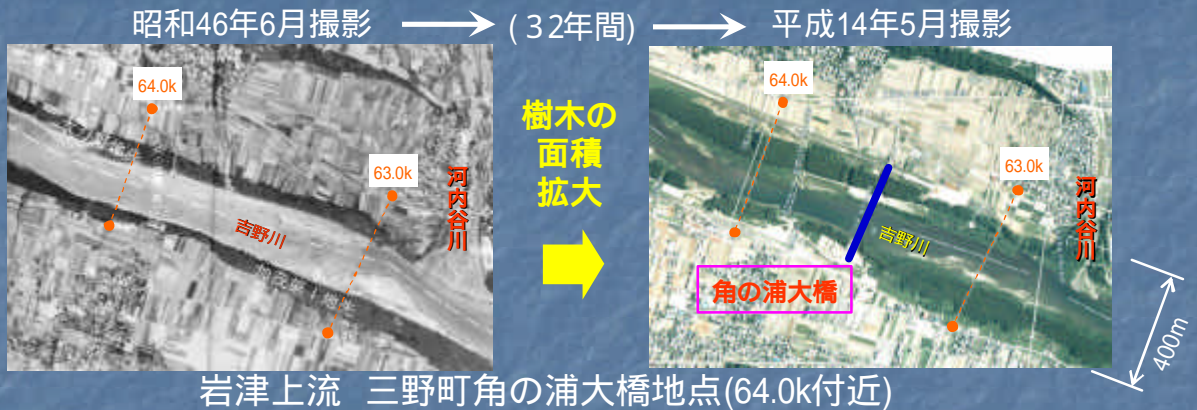 昭和46年6月撮影
(32年間)
平成14年5月撮影
64.0k
63.0k
河内谷川
吉野川
樹木の
面積
拡大
64.0k
63.0k
河内谷川
吉野川
角の浦大橋
400m
岩津上流 三野町角の浦大橋地点(64.0k付近)